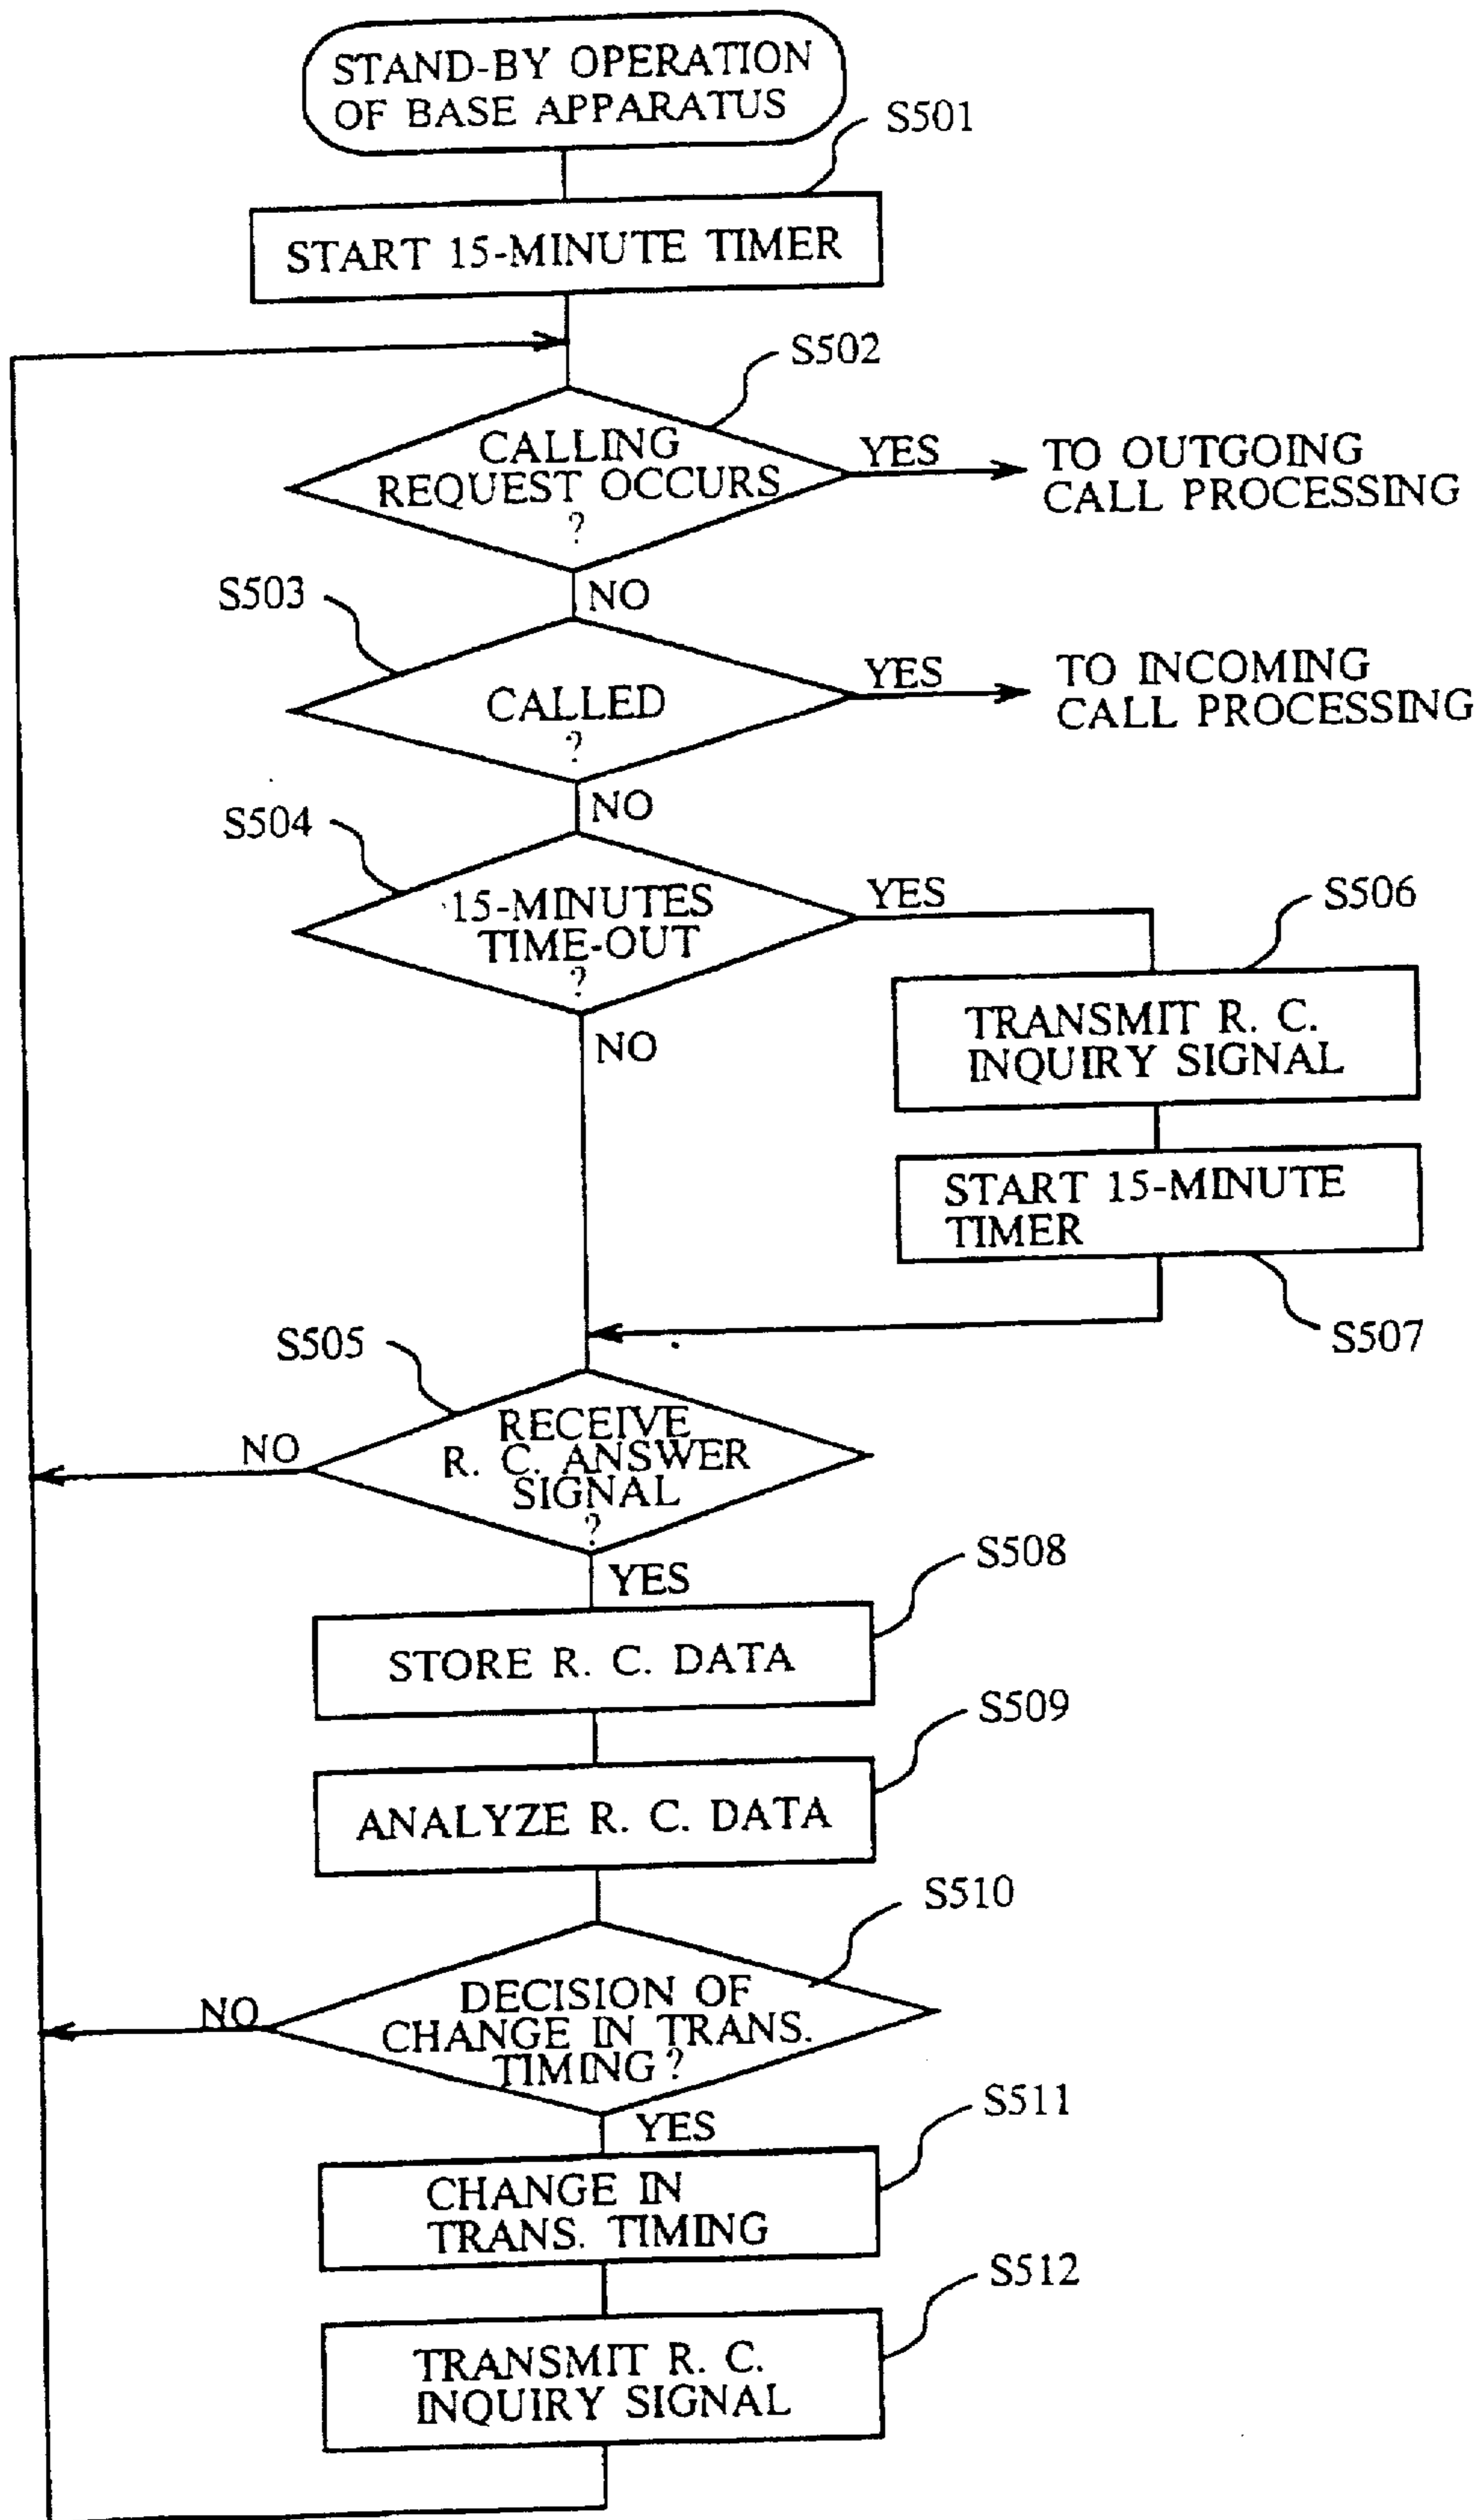 STAND-BY OPERATION
OF BASE APPARATUS
S501
START 15-MINUTE TIMER
S502
CALLING
REQUEST OCCURS
?
YES
TO OUTGOING
CALL PROCESSING
NO
S503
CALLED
?
YES
TO INCOMING
CALL PROCESSING
NO
S504
15-MINUTES
TIME-OUT
?
YES
S506
NO
TRANSMIT R. C.
INQUIRY SIGNAL
START 15-MINUTE
TIMER
S507
S505
RECEIVE
R. C. ANSWER
SIGNAL
?
NO
YES
S508
STORE R. C. DATA
S509
ANALYZE R. C. DATA
S510
DECISION OF
CHANGE IN TRANS.
TIMING ?
NO
YES
S511
CHANGE IN
TRANS. TIMING
S512
TRANSMIT R. C.
INQUIRY SIGNAL